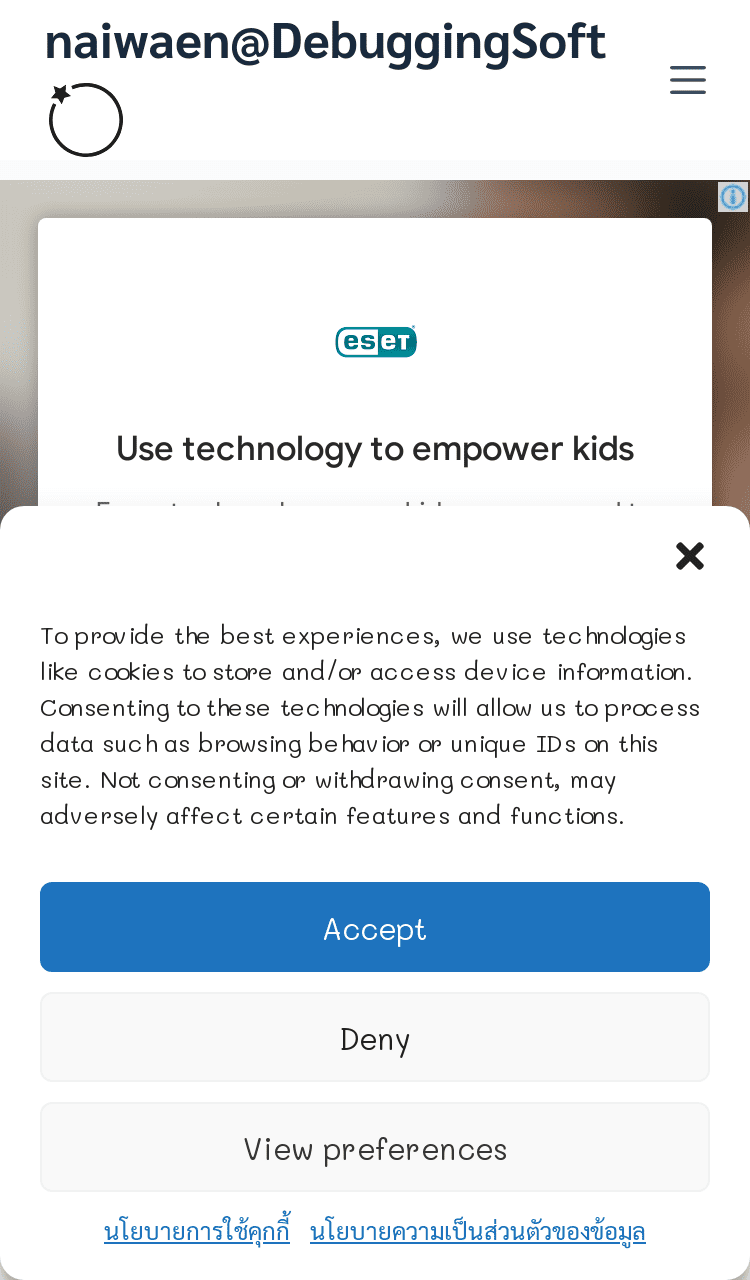 naiwaen@DebuggingSoft
eseT
Use technology to empower kids
To provide the best experiences, we use technologies
like cookies to store and/or access device information.
Consenting to these technologies will allow us to process
data such as browsing behavior or unique IDs on this
site. Not consenting or withdrawing consent, may
adversely affect certain features and functions.
Accept
Deny
View preferences
นโยบายการใช้คุกกี้ นโยบายความเป็นส่วนตัวของข้อมูล